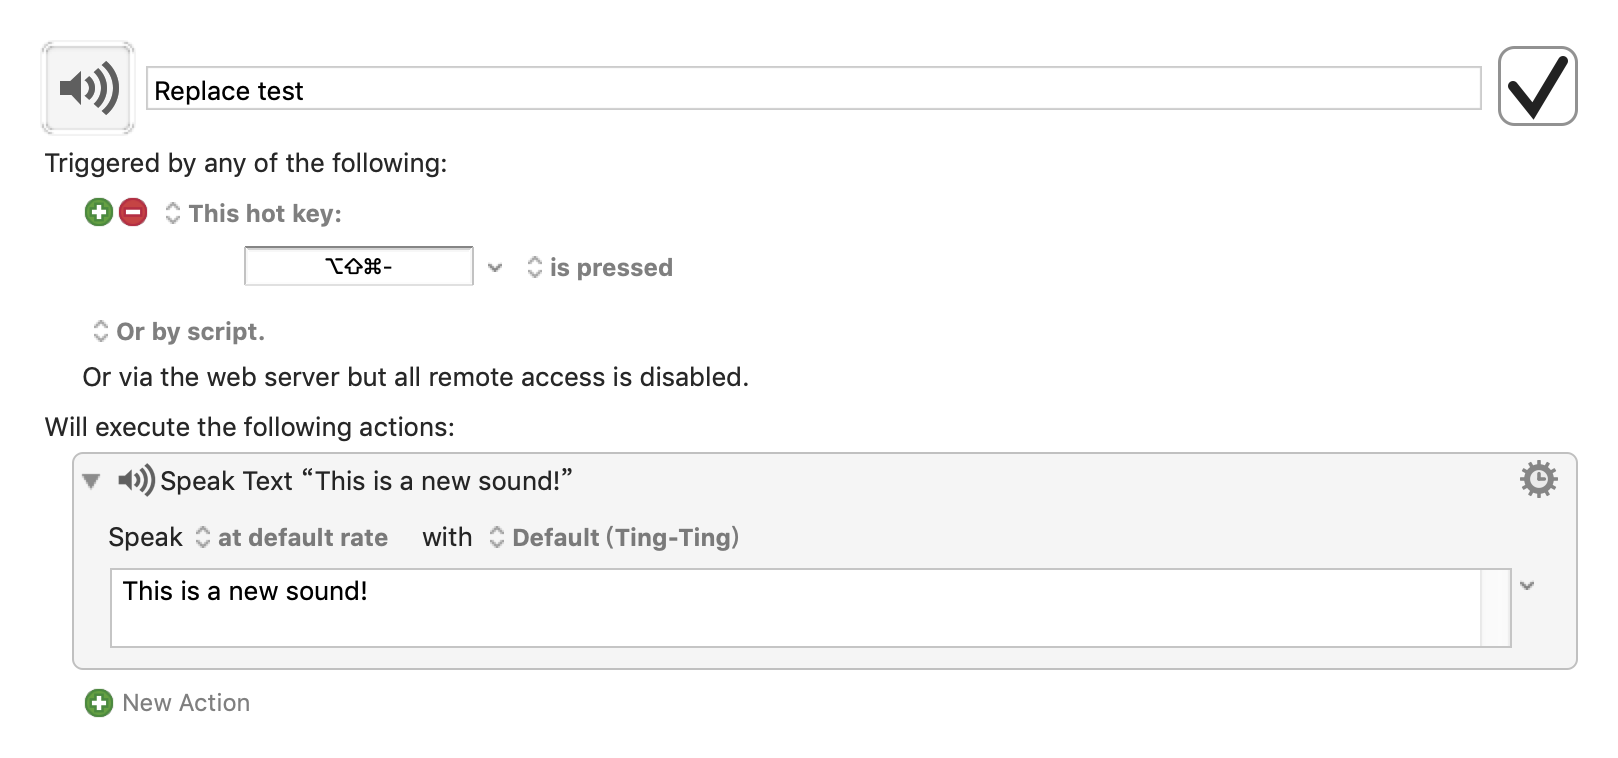 Replace test
Triggered by any of the following:
This hot key:
⌥⇧⌘- is pressed
Or by script.
Or via the web server but all remote access is disabled.
Will execute the following actions:
Speak Text “This is a new sound!”
Speak at default rate with Default (Ting-Ting)
This is a new sound!
New Action